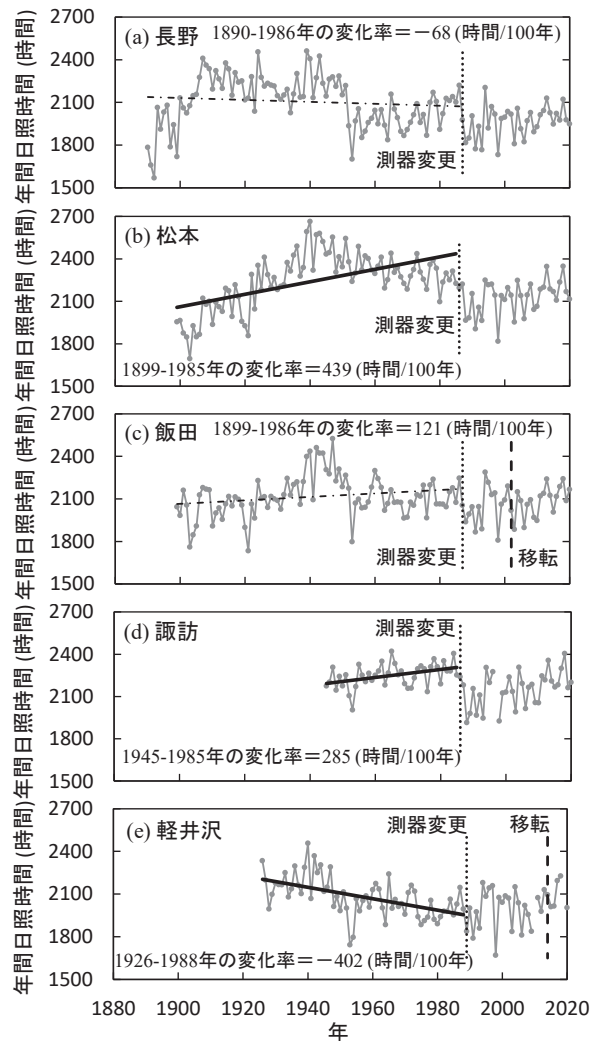 (a) 長野
1890-1986年の変化率=−68 (時間/100年)
年間日照時間 (時間)
2700
2400
2100
1800
1500
測器変更
(b) 松本
年間日照時間 (時間)
2700
2400
2100
1800
1500
測器変更
1899-1985年の変化率=439 (時間/100年)
(c) 飯田
1899-1986年の変化率=121 (時間/100年)
年間日照時間 (時間)
2700
2400
2100
1800
1500
測器変更
移転
(d) 諏訪
測器変更
年間日照時間 (時間)
2700
2400
2100
1800
1500
1945-1985年の変化率=285 (時間/100年)
(e) 軽井沢
測器変更
移転
年間日照時間 (時間)
2700
2400
2100
1800
1500
1926-1988年の変化率=−402 (時間/100年)
1880 1900 1920 1940 1960 1980 2000 2020
年